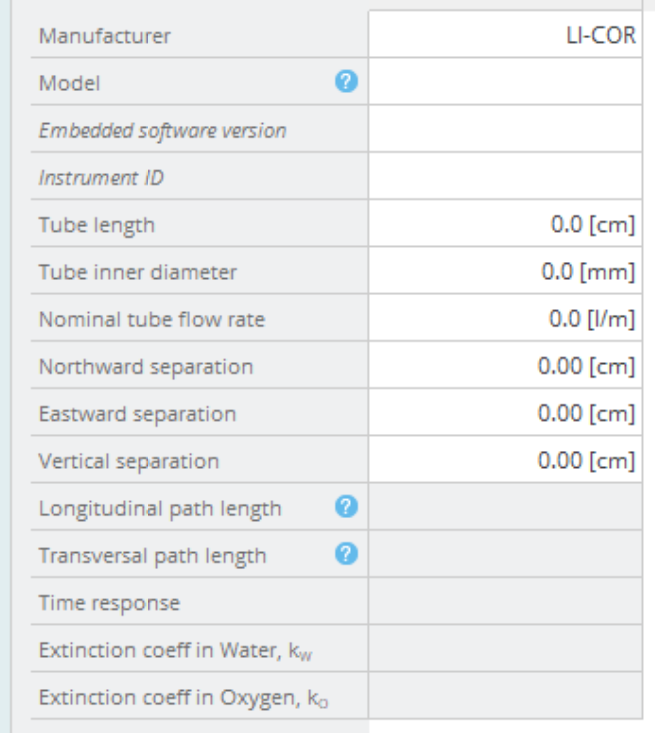 Manufacturer LI-COR
Model ?
Embedded software version
Instrument ID
Tube length 0.0 [cm]
Tube inner diameter 0.0 [mm]
Nominal tube flow rate 0.0 [l/m]
Northward separation 0.00 [cm]
Eastward separation 0.00 [cm]
Vertical separation 0.00 [cm]
Longitudinal path length ?
Transversal path length ?
Time response
Extinction coeff in Water, kw
Extinction coeff in Oxygen, ko